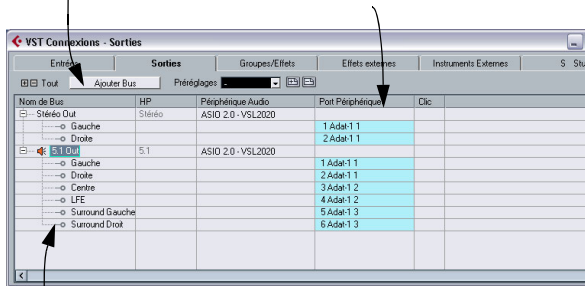 VST Connexions - Sorties
Entrées Sorties Groupes/Effets Effets externes Instruments Externes S Stu
Tout Ajouter Bus Préréglages -
Nom de Bus HP Périphérique Audio Port Périphérique Clic
Stéréo Out Stéréo ASIO 2.0 - VSL2020
Gauche 1 Adat-1 1
Droite 2 Adat-1 1
5.1 Out 5.1 ASIO 2.0 - VSL2020
Gauche 1 Adat-1 1
Droite 2 Adat-1 1
Centre 3 Adat-1 2
LFE 4 Adat-1 2
Surround Gauche 5 Adat-1 3
Surround Droit 6 Adat-1 3